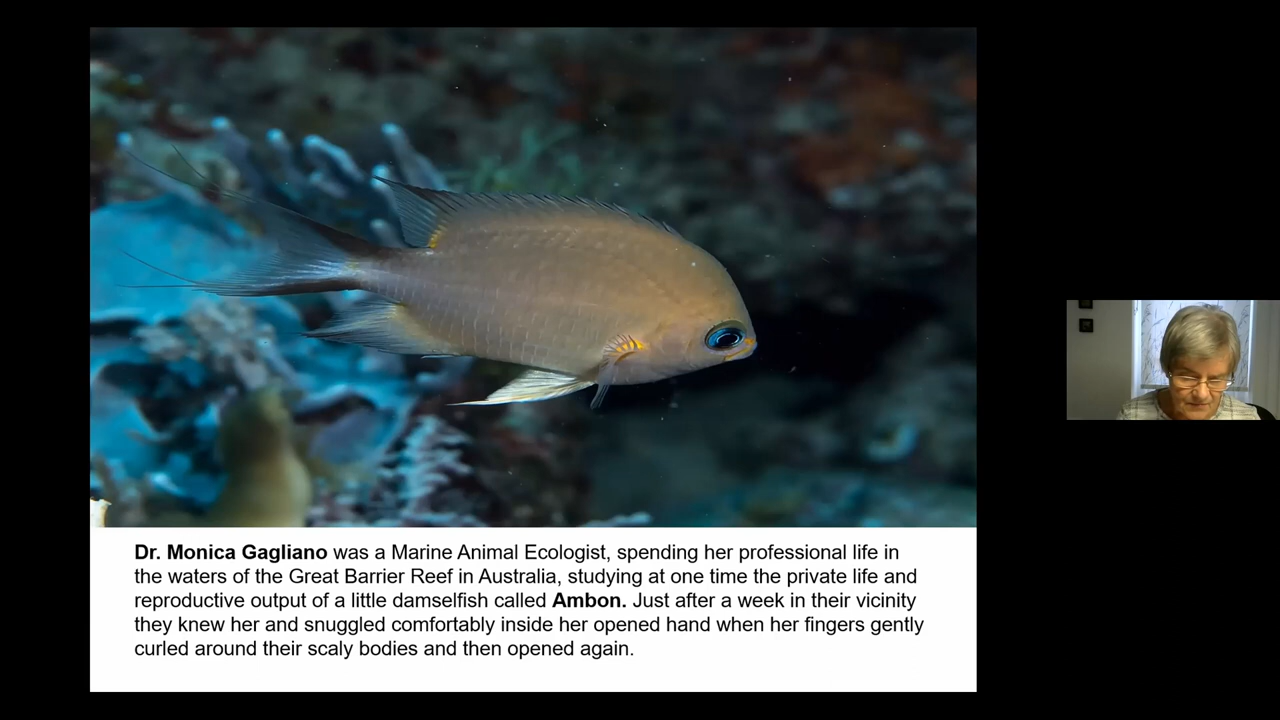 Dr. Monica Gagliano was a Marine Animal Ecologist, spending her professional life in
the waters of the Great Barrier Reef in Australia, studying at one time the private life and
reproductive output of a little damselfish called Ambon. Just after a week in their vicinity
they knew her and snuggled comfortably inside her opened hand when her fingers gently
curled around their scaly bodies and then opened again.